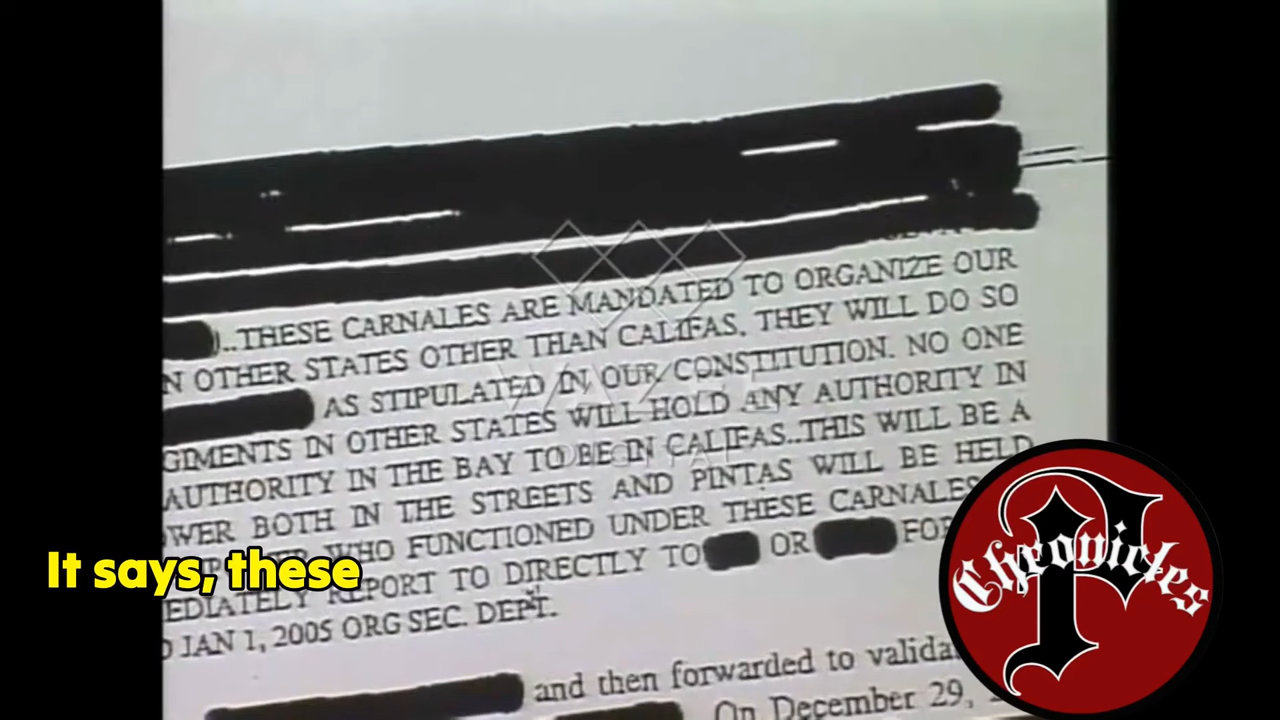 )..THESE CARNALES ARE MANDATED TO ORGANIZE OUR
N OTHER STATES OTHER THAN CALIFAS. THEY WILL DO SO
AS STIPULATED IN OUR CONSTITUTION. NO ONE
GIMENTS IN OTHER STATES WILL HOLD ANY AUTHORITY IN
AUTHORITY IN THE BAY TO BE IN CALIFAS..THIS WILL BE A
OWER BOTH IN THE STREETS AND PINTAS WILL BE HELD
WHO FUNCTIONED UNDER THESE CARNALES
EDIATELY REPORT TO DIRECTLY TO OR FOR
D JAN 1, 2005 ORG SEC. DEPT.
and then forwarded to valida
On December 29, 2
It says, these
P Chronicles